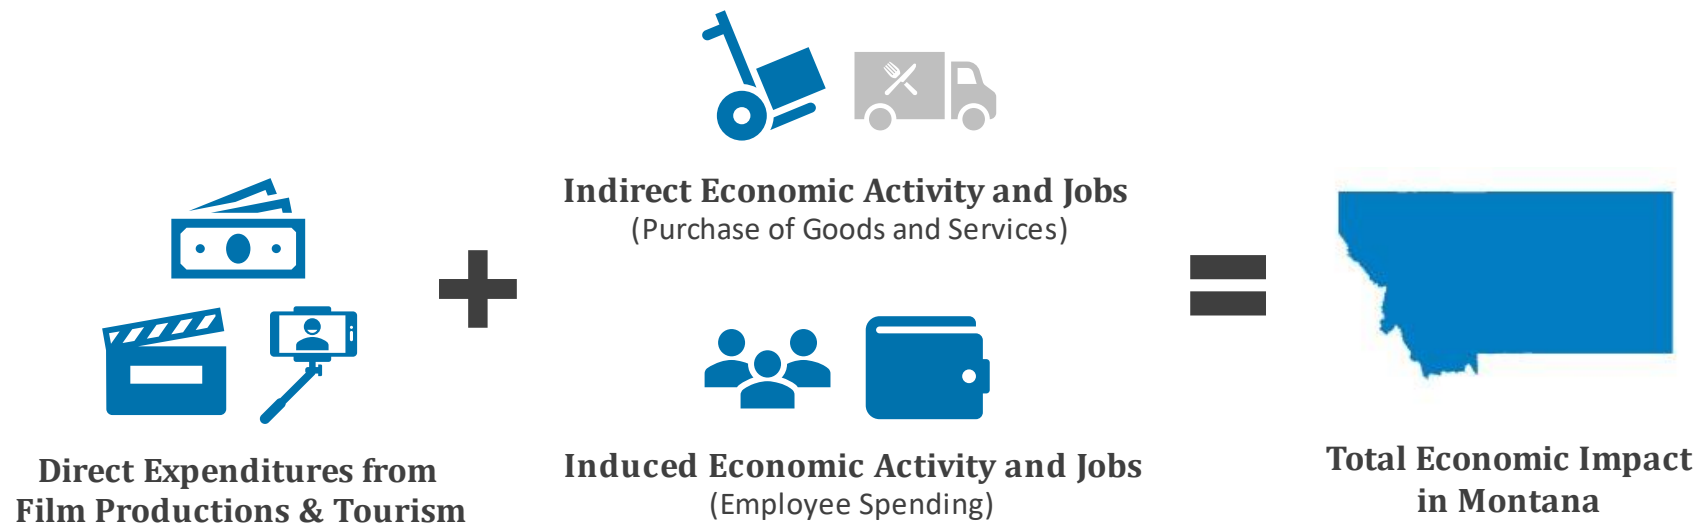 Direct Expenditures from
Film Productions & Tourism
Indirect Economic Activity and Jobs
(Purchase of Goods and Services)
Induced Economic Activity and Jobs
(Employee Spending)
Total Economic Impact
in Montana